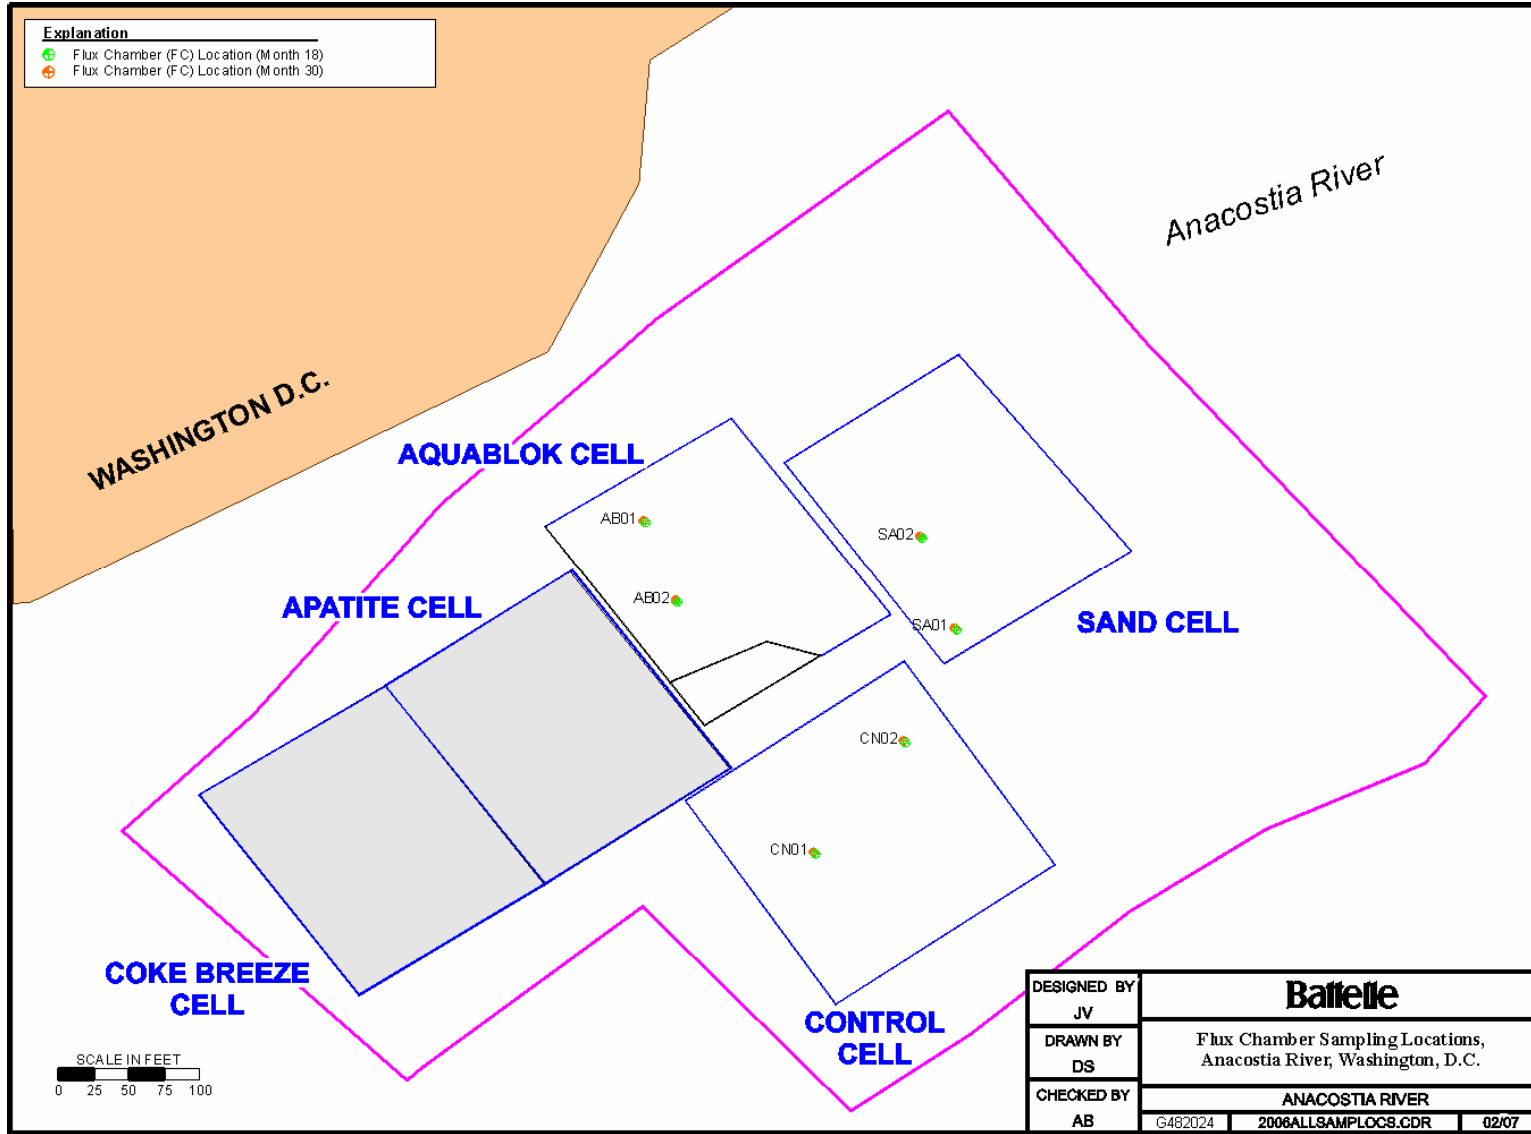 Explanation
Flux Chamber (FC) Location (Month 18)
Flux Chamber (FC) Location (Month 30)
Anacostia River
WASHINGTON D.C.
AQUABLOK CELL
AB01
SA02
AB02
APATITE CELL
SA01
SAND CELL
CN02
CN01
COKE BREEZE
CELL
CONTROL
CELL
SCALE IN FEET
0 25 50 75 100
DESIGNED BY
JV
DRAWN BY
DS
CHECKED BY
AB
Battelle
Flux Chamber Sampling Locations,
Anacostia River, Washington, D.C.
ANACOSTIA RIVER
G482024 2006ALLSAMPLOCS.CDR 02/07